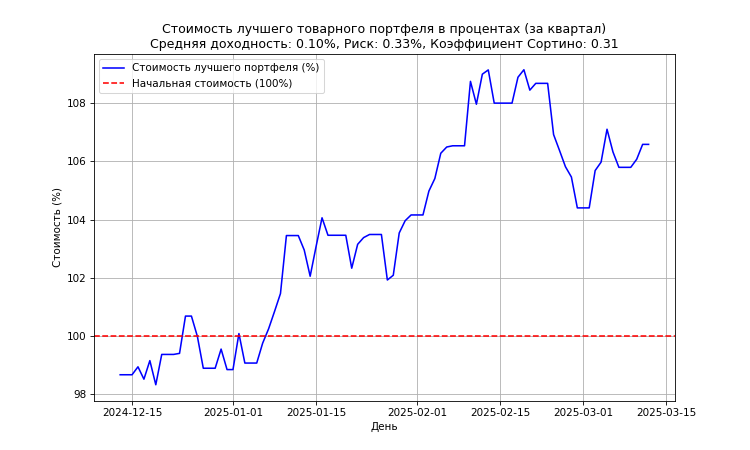 Стоимость лучшего товарного портфеля в процентах (за квартал)
Средняя доходность: 0.10%, Риск: 0.33%, Коэффициент Сортино: 0.31
Стоимость лучшего портфеля (%)
Начальная стоимость (100%)
Стоимость (%)
108
106
104
102
100
98
2024-12-15
2025-01-01
2025-01-15
2025-02-01
2025-02-15
2025-03-01
2025-03-15
День